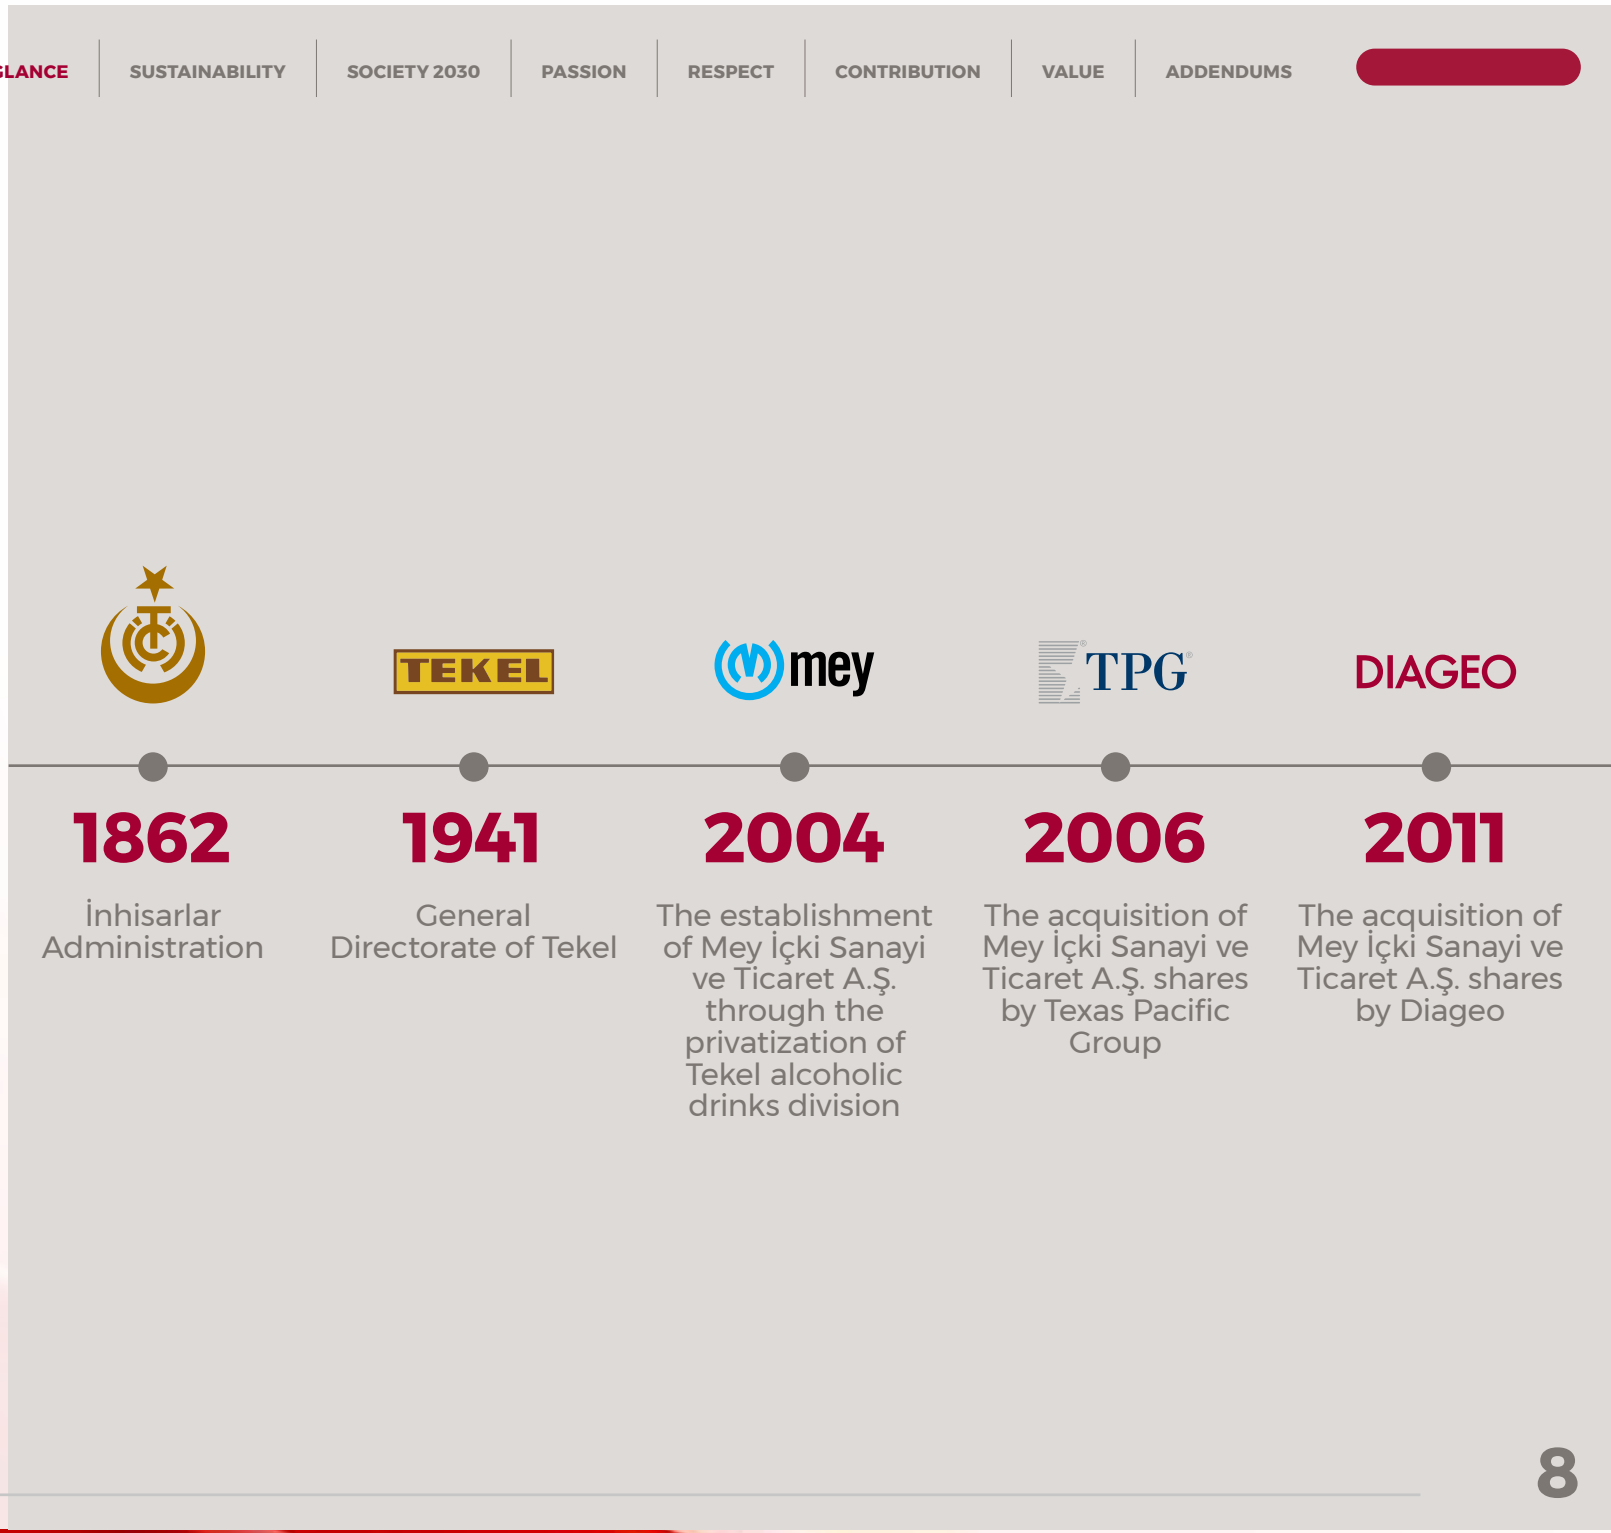 GLANCE
SUSTAINABILITY
SOCIETY 2030
PASSION
RESPECT
CONTRIBUTION
VALUE
ADDENDUMS
TEKEL
mey
TPG
DIAGEO
1862
İnhisarlar
Administration
1941
General
Directorate of Tekel
2004
The establishment
of Mey İçki Sanayi
ve Ticaret A.Ş.
through the
privatization of
Tekel alcoholic
drinks division
2006
The acquisition of
Mey İçki Sanayi ve
Ticaret A.Ş. shares
by Texas Pacific
Group
2011
The acquisition of
Mey İçki Sanayi ve
Ticaret A.Ş. shares
by Diageo
8